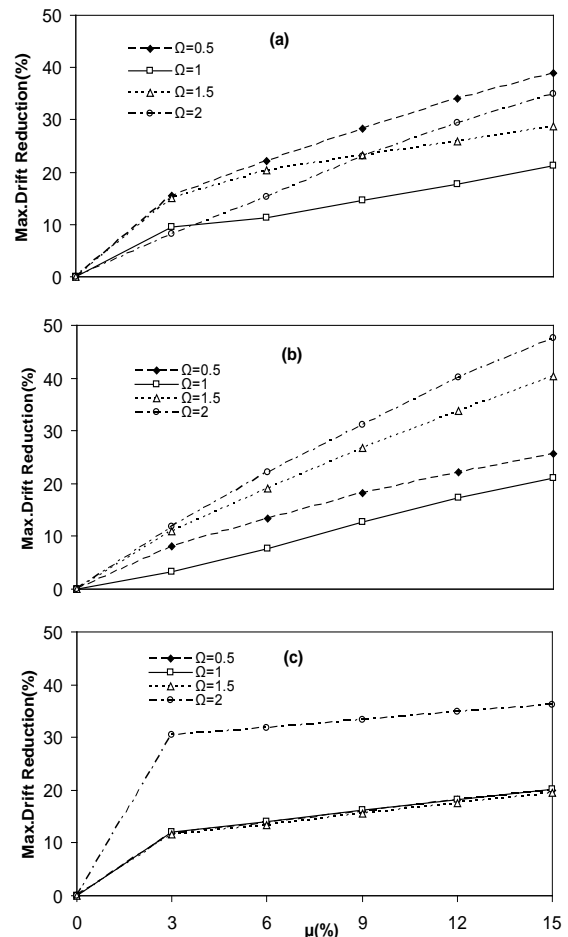 50
40
30
20
10
0
Max.Drift Reduction(%)
(a)
Ω=0.5
Ω=1
Ω=1.5
Ω=2
50
40
30
20
10
0
Max.Drift Reduction(%)
(b)
Ω=0.5
Ω=1
Ω=1.5
Ω=2
50
40
30
20
10
0
Max.Drift Reduction(%)
(c)
Ω=0.5
Ω=1
Ω=1.5
Ω=2
0 3 6 9 12 15
μ(%)